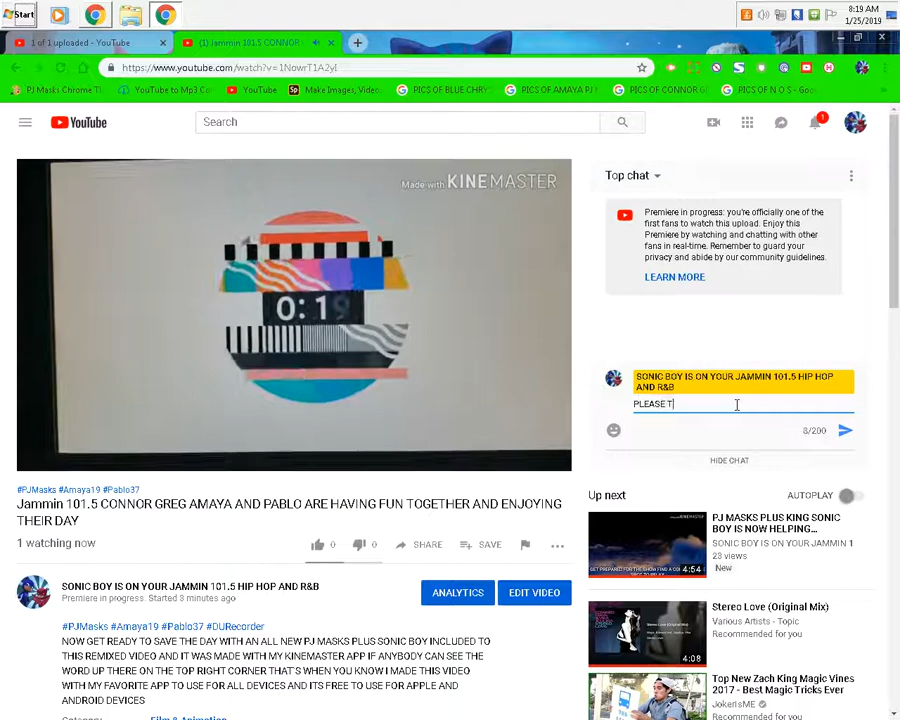 Start
8:19 AM
1/25/2019
1 of 1 uploaded - YouTube
(1) Jammin 101.5 CONNOR
https://www.youtube.com/watch?v=1NowrT1A2yI
PJ Masks Chrome Th
YouTube to Mp3 Co
YouTube
Make Images, Video
PICS OF BLUE CHRY
PICS OF AMAYA PJ
PICS OF CONNOR G
PICS OF N O S - Goo
YouTube
Search
1
Made with KINEMASTER
0:19
Top chat
Premiere in progress: you're officially one of the
first fans to watch this upload. Enjoy this
Premiere by watching and chatting with other
fans in real-time. Remember to guard your
privacy and abide by our community guidelines.
LEARN MORE
SONIC BOY IS ON YOUR JAMMIN 101.5 HIP HOP
AND R&B
PLEASE T
8/200
HIDE CHAT
#PJMasks #Amaya19 #Pablo37
Jammin 101.5 CONNOR GREG AMAYA AND PABLO ARE HAVING FUN TOGETHER AND ENJOYING
THEIR DAY
1 watching now
0
0
SHARE
SAVE
SONIC BOY IS ON YOUR JAMMIN 101.5 HIP HOP AND R&B
Premiere in progress. Started 3 minutes ago
ANALYTICS
EDIT VIDEO
#PJMasks #Amaya19 #Pablo37 #DURecorder
NOW GET READY TO SAVE THE DAY WITH AN ALL NEW PJ MASKS PLUS SONIC BOY INCLUDED TO
THIS REMIXED VIDEO AND IT WAS MADE WITH MY KINEMASTER APP IF ANYBODY CAN SEE THE
WORD UP THERE ON THE TOP RIGHT CORNER THAT'S WHEN YOU KNOW I MADE THIS VIDEO
WITH MY FAVORITE APP TO USE FOR ALL DEVICES AND ITS FREE TO USE FOR APPLE AND
ANDROID DEVICES
Category
Film & Animation
Up next
AUTOPLAY
4:54
PJ MASKS PLUS KING SONIC
BOY IS NOW HELPING...
SONIC BOY IS ON YOUR JAMMIN 1
23 views
New
4:08
Stereo Love (Original Mix)
Various Artists - Topic
Recommended for you
Top New Zach King Magic Vines
2017 - Best Magic Tricks Ever
JokerIsME
Recommended for you